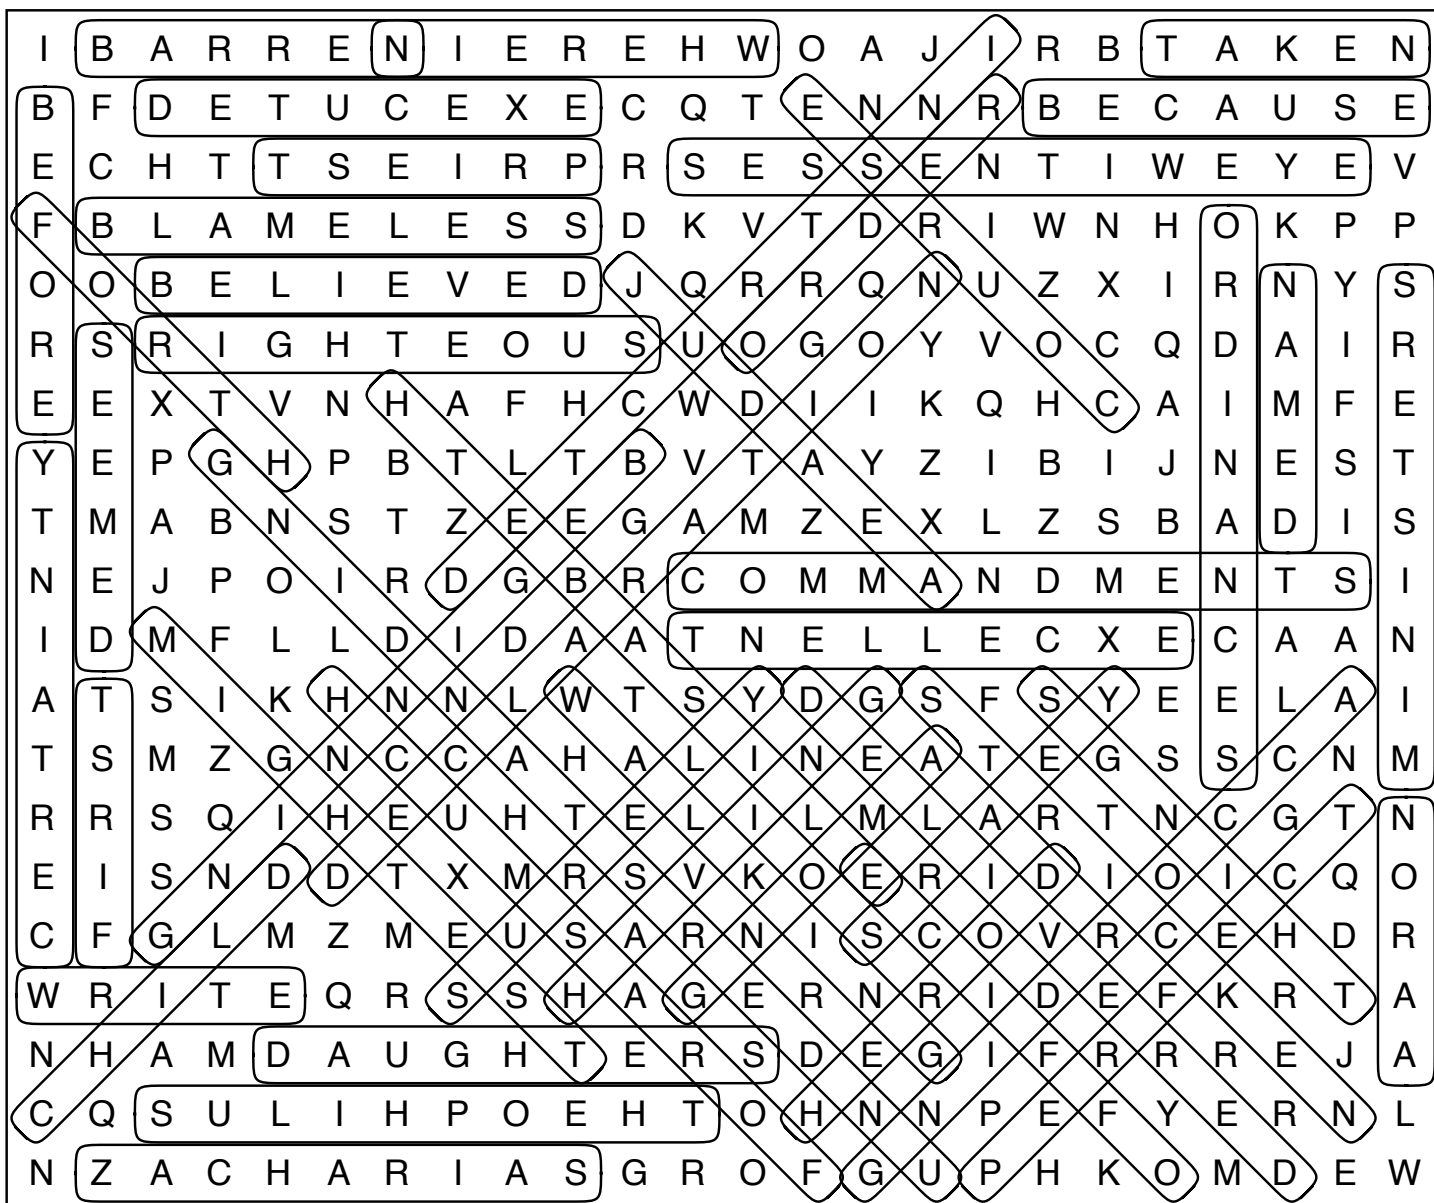 I B A R R E N I E R E H W O A J I R B T A K E N
B F D E T U C E X E C Q T E N N R B E C A U S E
E C H T T S E I R P R S E S S E N T I W E Y E V
F B L A M E L E S S D K V T D R I W N H O K P P
O O B E L I E V E D J Q R R Q N U Z X I R N Y S
R S R I G H T E O U S U O G O Y V O C Q D A I R
E E X T V N H A F H C W D I I K Q H C A I M F E
Y E P G H P B T L T B V T A Y Z I B I J N E S T
T M A B N S T Z E E G A M Z E X L Z S B A D I S
N E J P O I R D G B R C O M M A N D M E N T S I
I D M F L L D I D A A T N E L L E C X E C A A N
A T S I K H N N L W T S Y D G S F S Y E E L A I
T S M Z G N C C A H A L I N E A T E G S S C N M
R R S Q I H E U H T E L I L M L A R T N C G T N
E I S N D D T X M R S V K O E R I D I O I C Q O
C F G L M Z M E U S A R N I S C O V R C E H D R
W R I T E Q R S S H A G E R N R I D E F K R T A
N H A M D A U G H T E R S D E G I F R R R E J A
C Q S U L I H P O E H T O H N N P E F Y E R N L
N Z A C H A R I A S G R O F G U P H K O M D E W